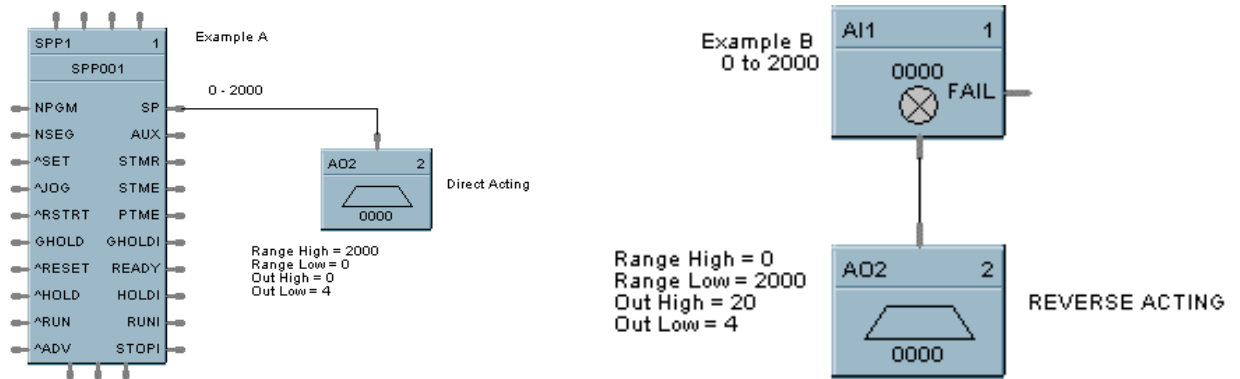 SPP1 1
SPP001
NPGM SP
NSEG AUX
^SET STMR
^JOG STME
^RSTRT PTME
GHOLD GHOLDI
^RESET READY
^HOLD HOLDI
^RUN RUNI
^ADV STOPI
Example A
0 - 2000
AO2 2
0000
Direct Acting
Range High = 2000
Range Low = 0
Out High = 0
Out Low = 4
Example B
0 to 2000
AI1 1
0000
FAIL
Range High = 0
Range Low = 2000
Out High = 20
Out Low = 4
AO2 2
0000
REVERSE ACTING